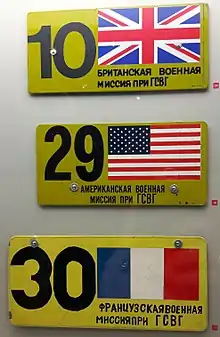 10
БРИТАНСКАЯ ВОЕННАЯ
МИССИЯ ПРИ ГСВГ
29
АМЕРИКАНСКАЯ ВОЕННАЯ
МИССИЯ ПРИ ГСВГ
30
ФРАНЦУЗСКАЯ ВОЕННАЯ
МИССИЯ ПРИ ГСВГ